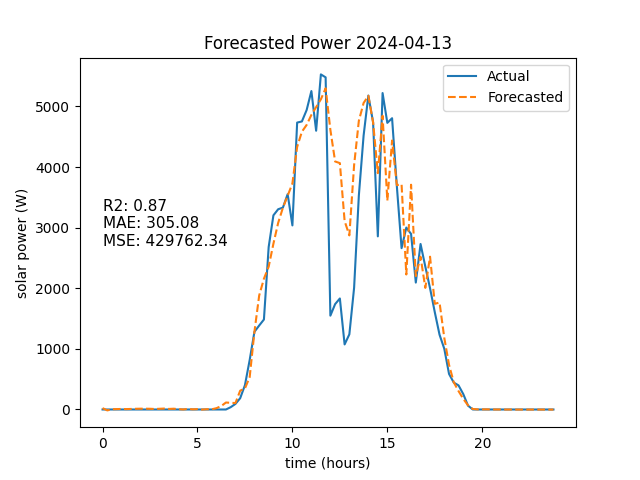 Forecasted Power 2024-04-13
Actual
Forecasted
5000
4000
3000
2000
1000
0
solar power (W)
R2: 0.87
MAE: 305.08
MSE: 429762.34
0 5 10 15 20
time (hours)